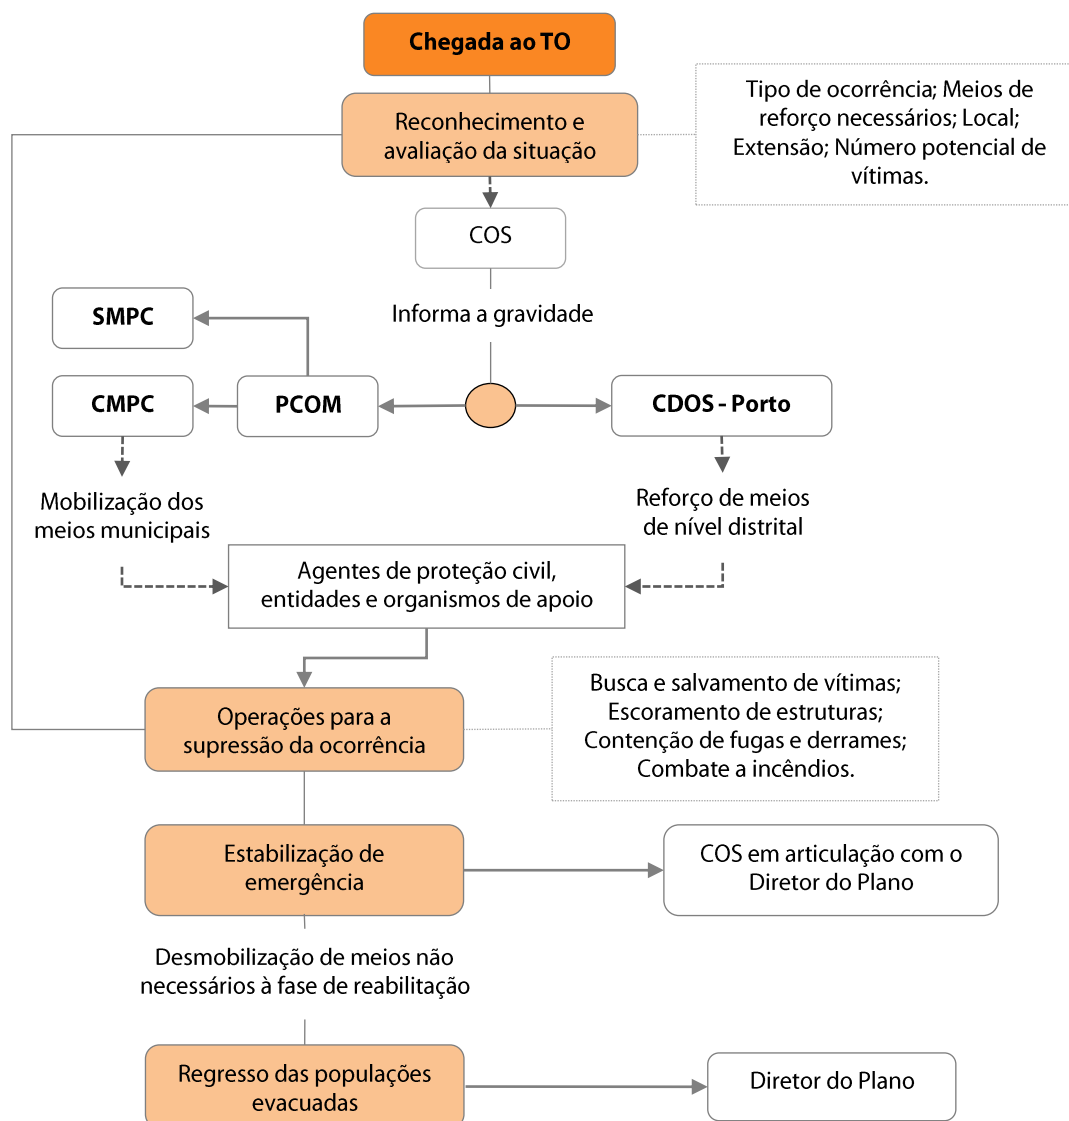 Chegada ao TO
Reconhecimento e
avaliação da situação
Tipo de ocorrência; Meios de
reforço necessários; Local;
Extensão; Número potencial de
vítimas.
COS
Informa a gravidade
SMPC
CMPC
PCOM
CDOS - Porto
Mobilização dos
meios municipais
Reforço de meios
de nível distrital
Agentes de proteção civil,
entidades e organismos de apoio
Operações para a
supressão da ocorrência
Busca e salvamento de vítimas;
Escoramento de estruturas;
Contenção de fugas e derrames;
Combate a incêndios.
Estabilização de
emergência
COS em articulação com o
Diretor do Plano
Desmobilização de meios não
necessários à fase de reabilitação
Regresso das populações
evacuadas
Diretor do Plano